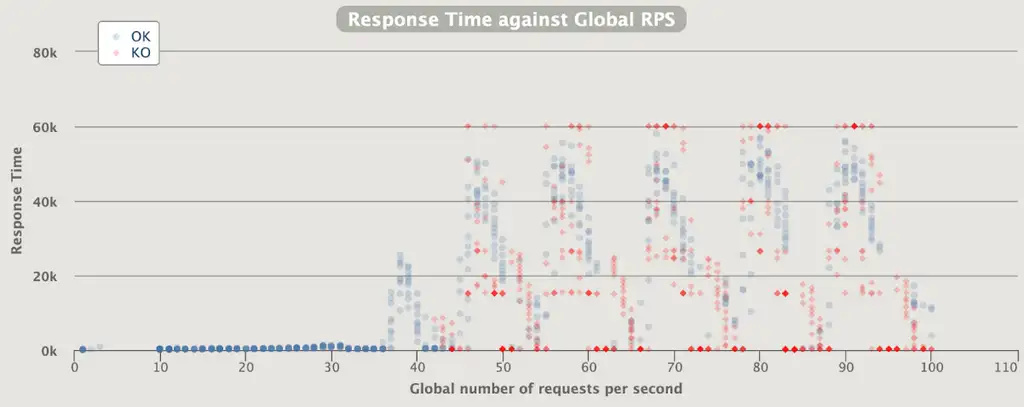 Response Time against Global RPS
OK
KO
80k
60k
40k
20k
0k
Response Time
0 10 20 30 40 50 60 70 80 90 100 110
Global number of requests per second